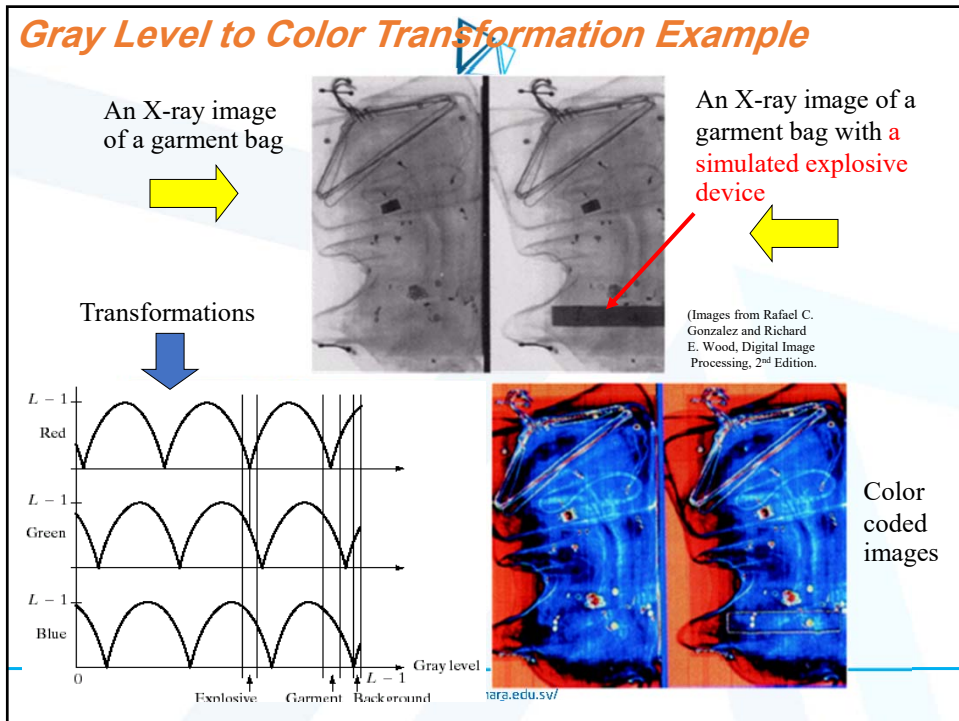 Gray Level to Color Transformation Example
An X-ray image
of a garment bag
An X-ray image of a
garment bag with a
simulated explosive
device
(Images from Rafael C.
Gonzalez and Richard
E. Wood, Digital Image
Processing, 2nd Edition.
Transformations
L − 1
Red
L − 1
Green
L − 1
Blue
0
L − 1
Gray level
Explosive
Garment
Background
Color
coded
images
.edu.sv/